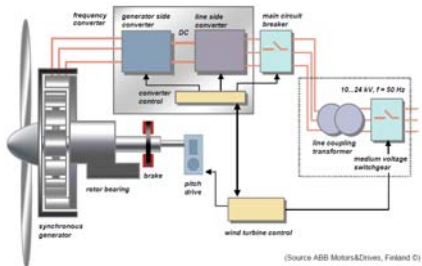 frequency
converter
generator side
converter
DC
line side
converter
main circuit
breaker
converter
control
10...24 kV, f = 50 Hz
line coupling
transformer
medium voltage
switchgear
brake
rotor bearing
pitch
drive
synchronous
generator
wind turbine control
(Source ABB Motors&Drives, Finland ©)